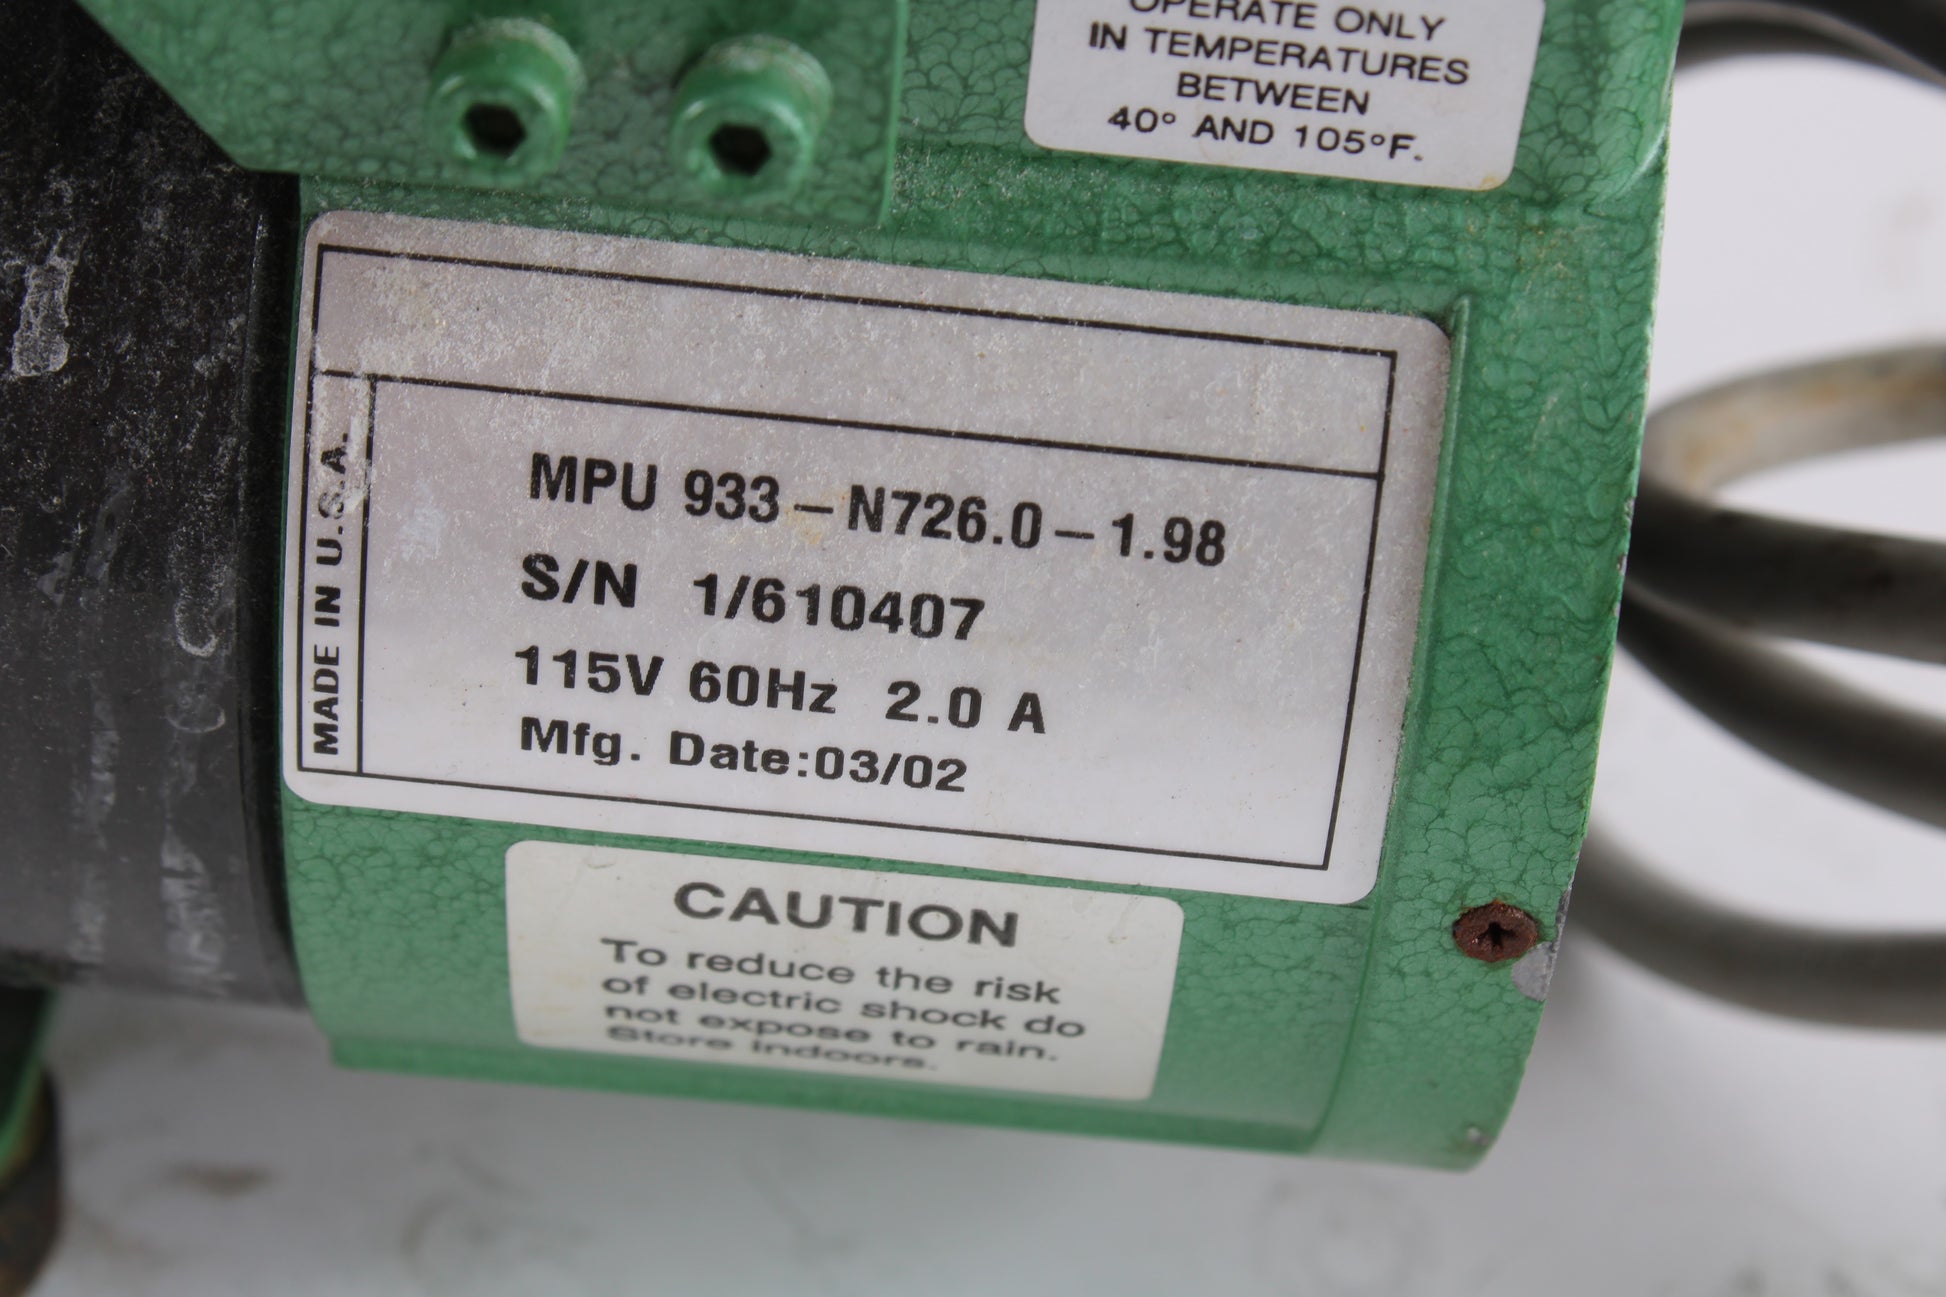 OPERATE ONLY
IN TEMPERATURES
BETWEEN
40° AND 105°F.
MADE IN U.S.A.
MPU 933-N726.0-1.98
S/N 1/610407
115V 60Hz 2.0 A
Mfg. Date:03/02
CAUTION
To reduce the risk
of electric shock do
not expose to rain.
Store indoors.